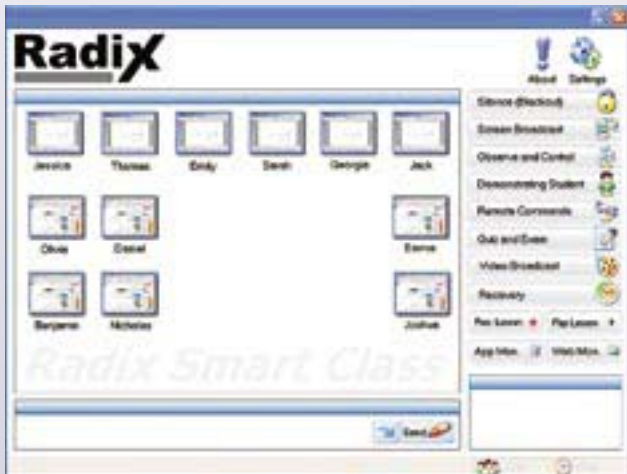 Radix
About Settings
Silence (Blackout)
Screen Broadcast
Observe and Control
Demonstrating Student
Remote Commands
Quiz and Exam
Video Broadcast
Recovery
Rec Lesson Play Lesson
App Mon. Web Mon.
Jessica Thomas Emily Sarah Georgia Jack
Olivia Daniel Emma
Benjamin Nicholas Joshua
Radix Smart Class
Send